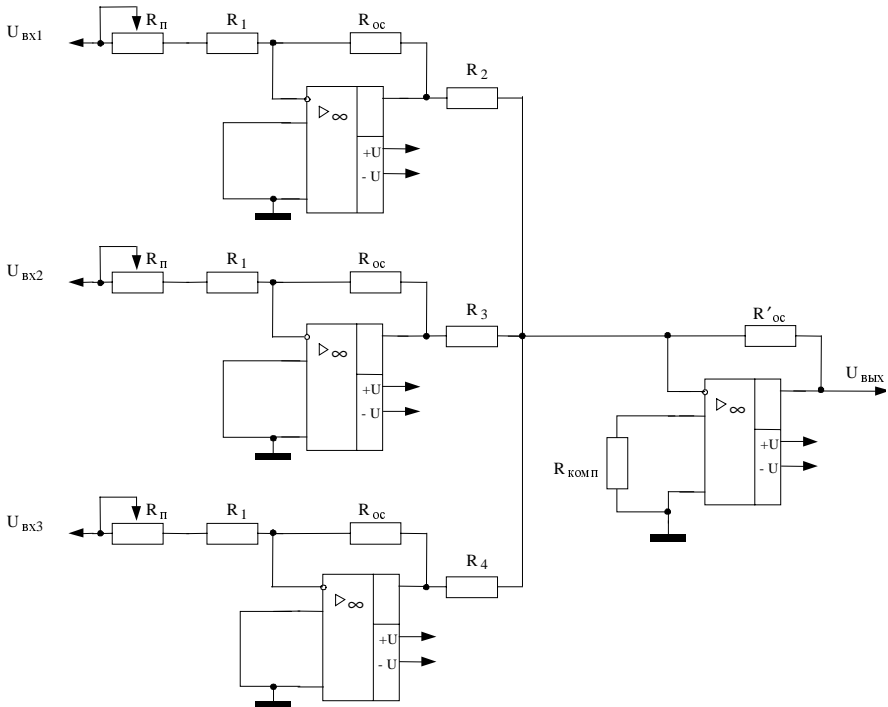 U вх1
R п
R 1
R ос
R 2
▷ ∞
+U
- U
U вх2
R п
R 1
R ос
R 3
▷ ∞
+U
- U
R′ ос
U вых
▷ ∞
+U
- U
R комп
U вх3
R п
R 1
R ос
R 4
▷ ∞
+U
- U